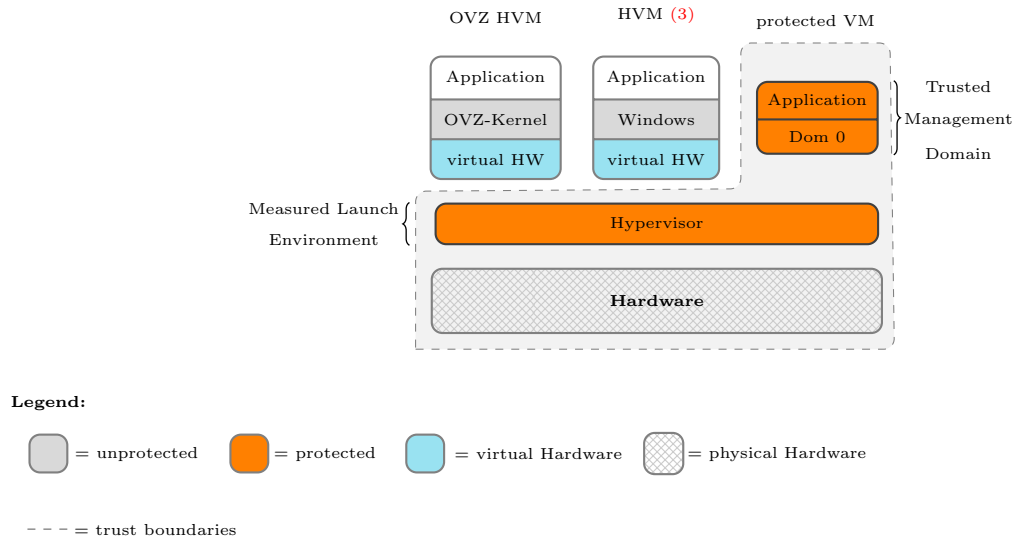 OVZ HVM
HVM (3)
protected VM
Application
OVZ-Kernel
virtual HW
Application
Windows
virtual HW
Application
Dom 0
Trusted
Management
Domain
Measured Launch
Environment
Hypervisor
Hardware
Legend:
= unprotected
= protected
= virtual Hardware
= physical Hardware
= trust boundaries